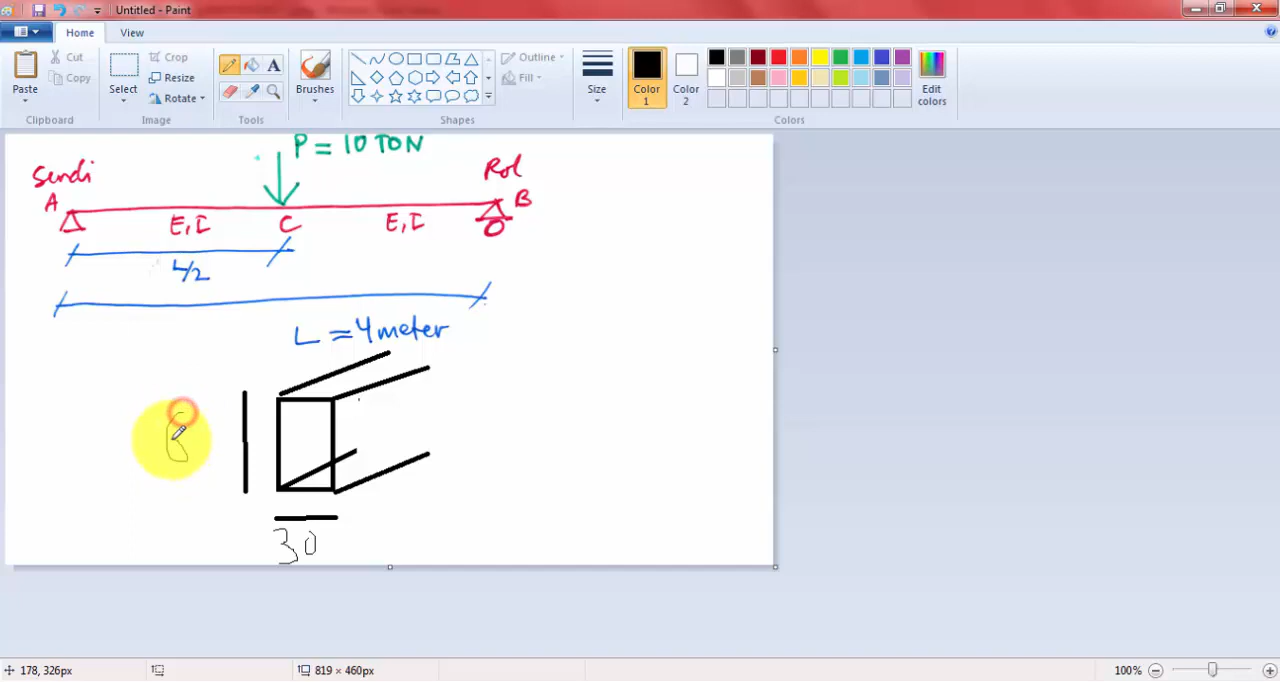 Untitled - Paint
Home View
Paste Cut Copy Select Crop Resize Rotate Brushes Outline Fill Size Color 1 Color 2 Edit colors
Clipboard Image Tools Shapes Colors
P = 10 TON
Sendi Rol
A B
E, I C E, I
L/2
L = 4 meter
30
178, 326px 819 × 460px 100%